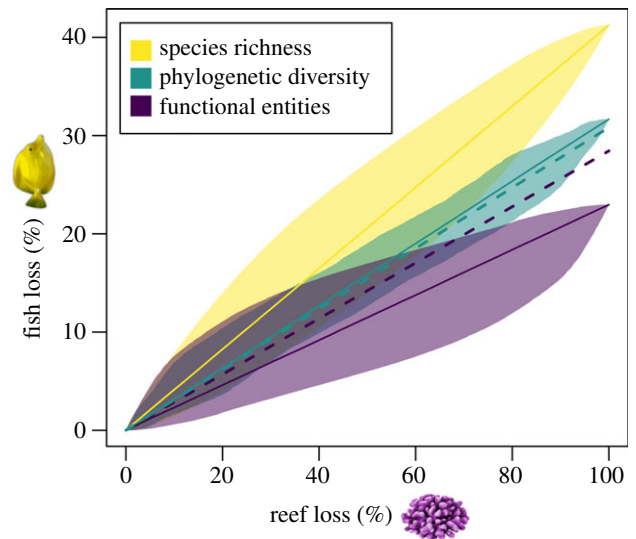 40
30
20
10
0
fish loss (%)
species richness
phylogenetic diversity
functional entities
0 20 40 60 80 100
reef loss (%)